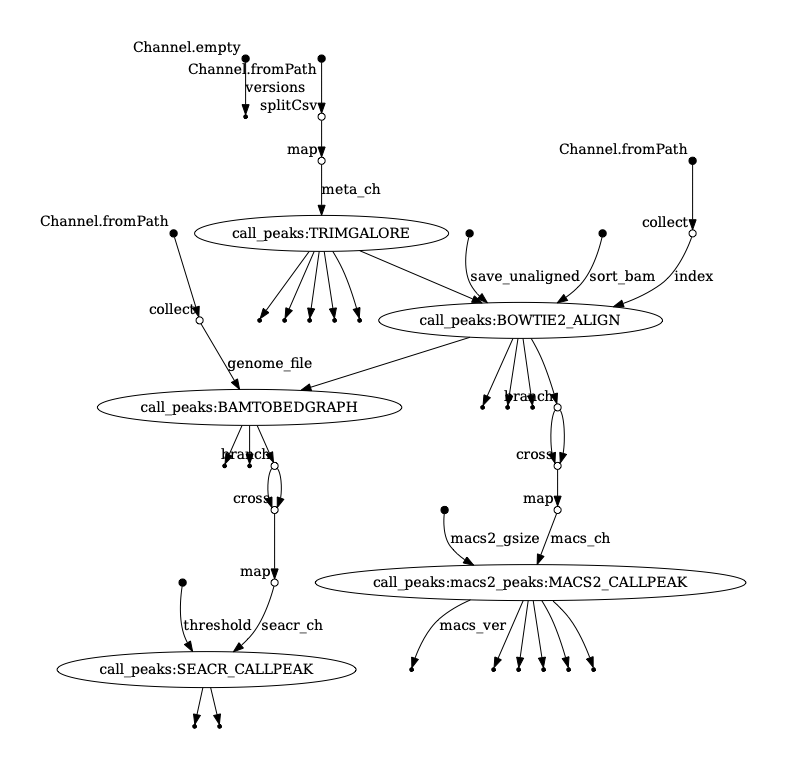 Channel.empty
Channel.fromPath
versions
splitCsv
map
Channel.fromPath
meta_ch
Channel.fromPath
collect
call_peaks:TRIMGALORE
save_unaligned
sort_bam
index
collect
call_peaks:BOWTIE2_ALIGN
genome_file
branch
call_peaks:BAMTOBEDGRAPH
branch
cross
cross
map
macs2_gsize
macs_ch
map
call_peaks:macs2_peaks:MACS2_CALLPEAK
threshold
seacr_ch
macs_ver
call_peaks:SEACR_CALLPEAK